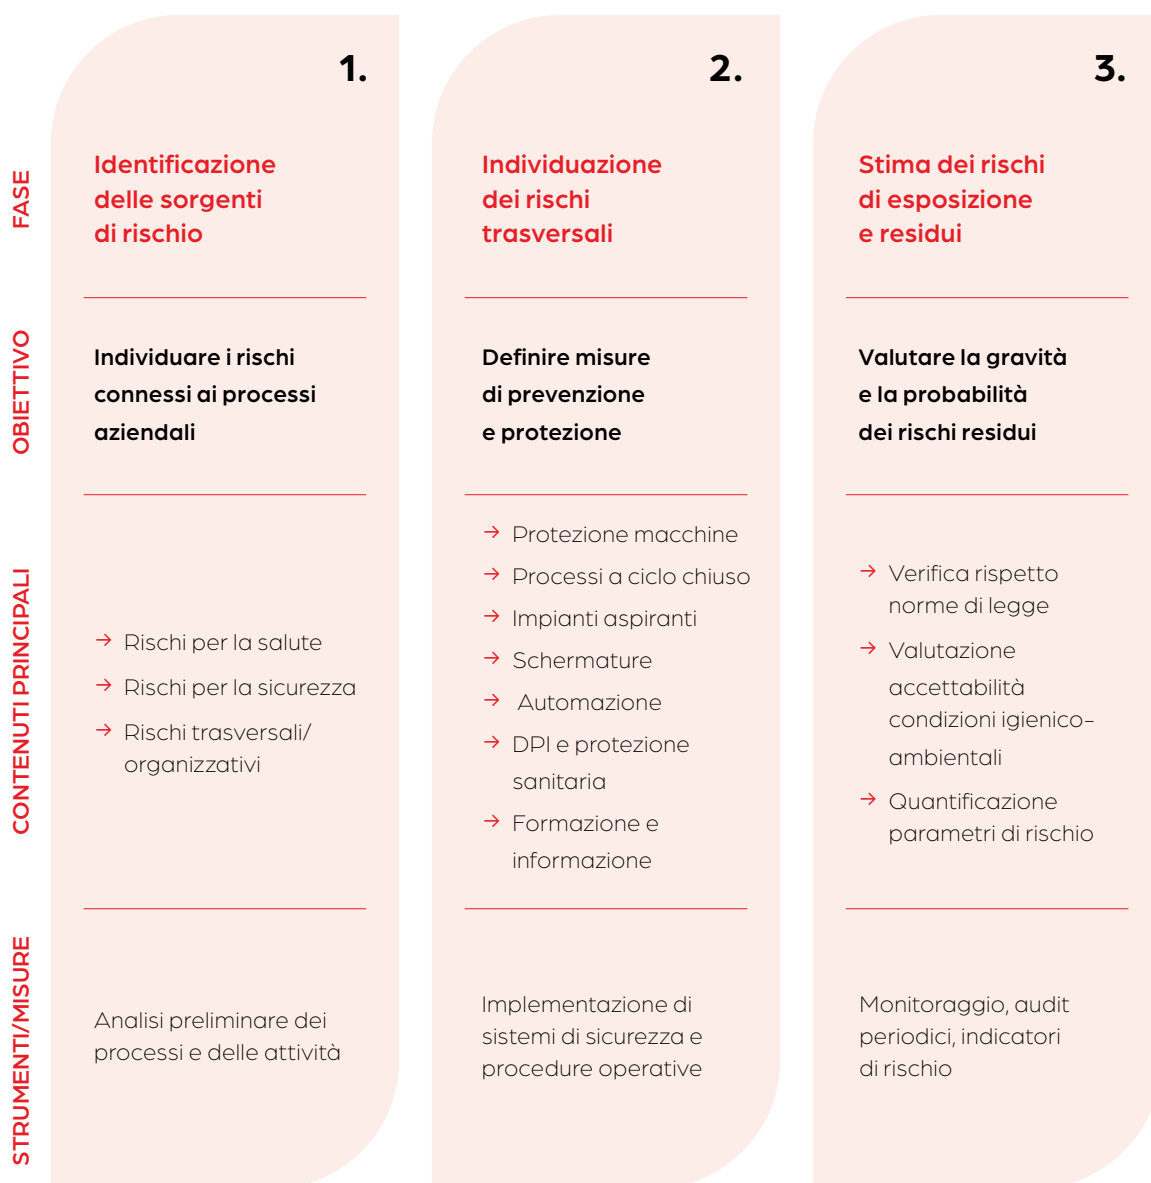 1.
2.
3.
FASE
Identificazione
delle sorgenti
di rischio
Individuazione
dei rischi
trasversali
Stima dei rischi
di esposizione
e residui
OBIETTIVO
Individuare i rischi
connessi ai processi
aziendali
Definire misure
di prevenzione
e protezione
Valutare la gravità
e la probabilità
dei rischi residui
CONTENUTI PRINCIPALI
→ Rischi per la salute
→ Rischi per la sicurezza
→ Rischi trasversali/
organizzativi
→ Protezione macchine
→ Processi a ciclo chiuso
→ Impianti aspiranti
→ Schermature
→ Automazione
→ DPI e protezione
sanitaria
→ Formazione e
informazione
→ Verifica rispetto
norme di legge
→ Valutazione
accettabilità
condizioni igienico-
ambientali
→ Quantificazione
parametri di rischio
STRUMENTI/MISURE
Analisi preliminare dei
processi e delle attività
Implementazione di
sistemi di sicurezza e
procedure operative
Monitoraggio, audit
periodici, indicatori
di rischio